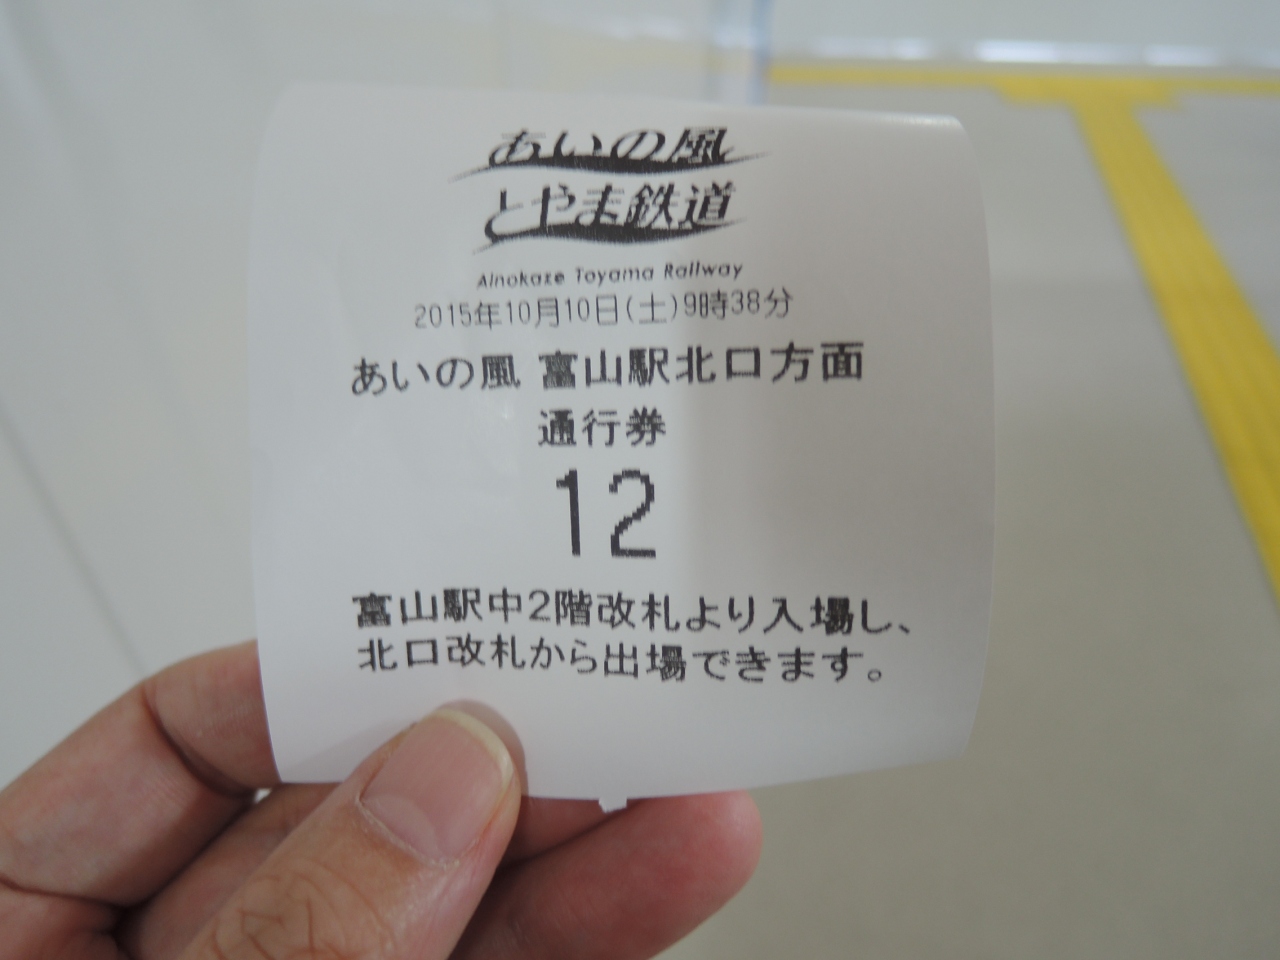 あいの風
とやま鉄道
Ainokaze Toyama Railway
2015年10月10日(土)9時38分
あいの風 富山駅北口方面
通行券
12
富山駅中2階改札より入場し、
北口改札から出場できます。